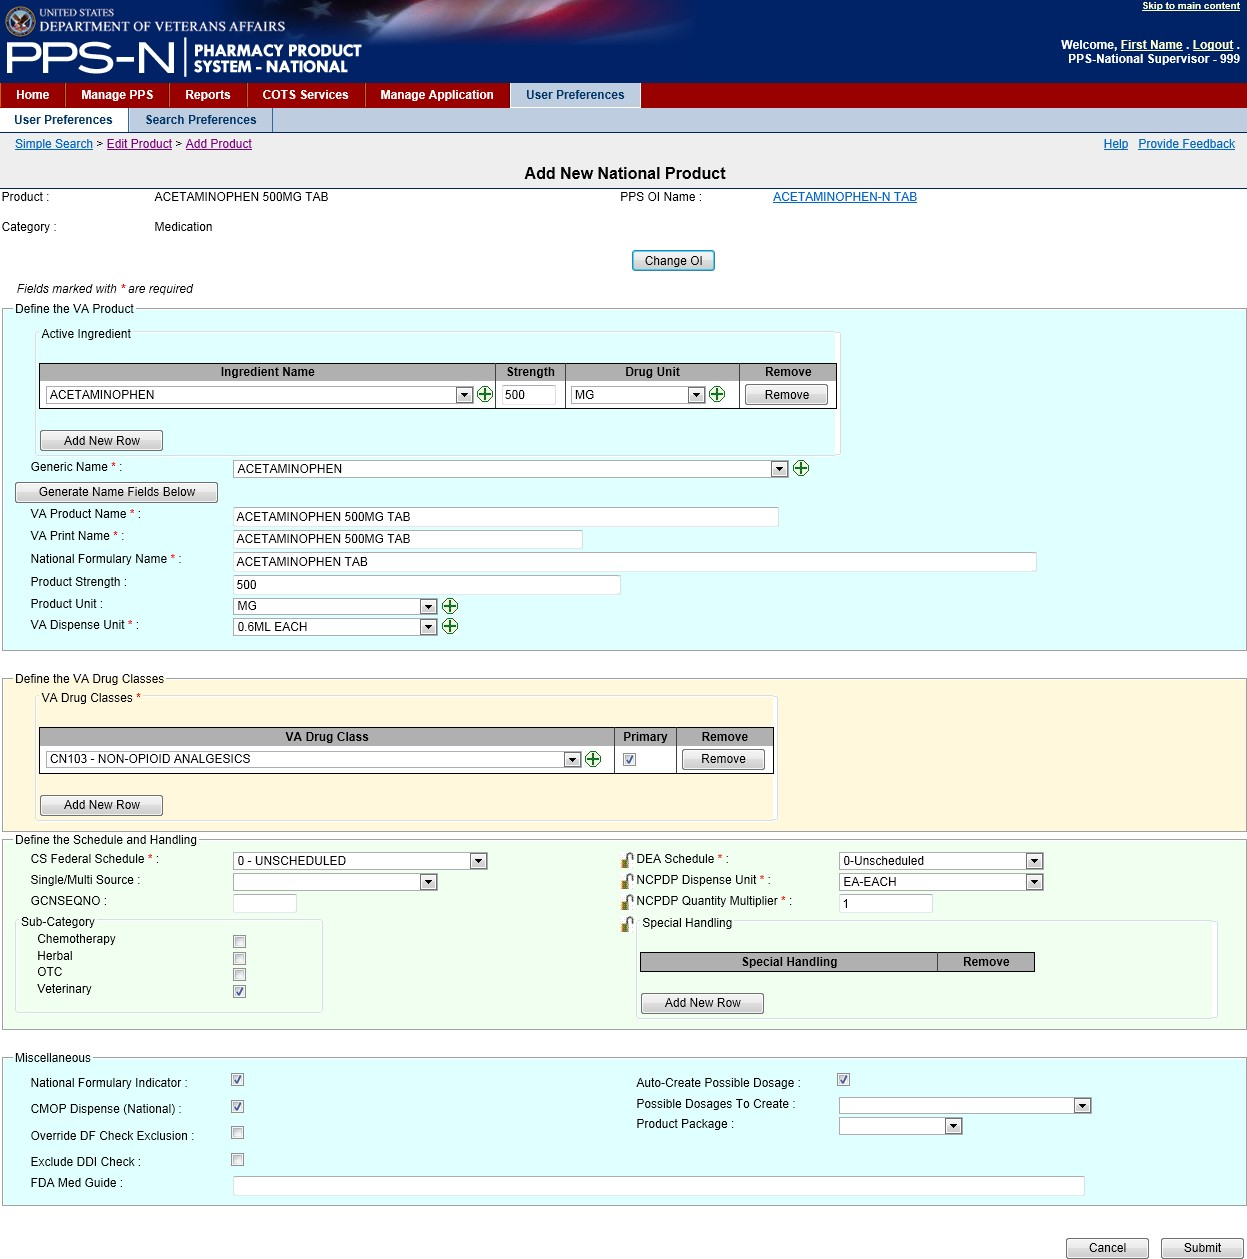 Skip to main content
UNITED STATES
DEPARTMENT OF VETERANS AFFAIRS
PPS-N PHARMACY PRODUCT SYSTEM - NATIONAL
Welcome, First Name . Logout .
PPS-National Supervisor - 999
Home Manage PPS Reports COTS Services Manage Application User Preferences
User Preferences Search Preferences
Simple Search > Edit Product > Add Product Help Provide Feedback
Add New National Product
Product : ACETAMINOPHEN 500MG TAB PPS OI Name : ACETAMINOPHEN-N TAB
Category : Medication
Change OI
Fields marked with * are required
Define the VA Product
Active Ingredient
Ingredient Name Strength Drug Unit Remove
ACETAMINOPHEN 500 MG Remove
Add New Row
Generic Name * : ACETAMINOPHEN
Generate Name Fields Below
VA Product Name * : ACETAMINOPHEN 500MG TAB
VA Print Name * : ACETAMINOPHEN 500MG TAB
National Formulary Name * : ACETAMINOPHEN TAB
Product Strength : 500
Product Unit : MG
VA Dispense Unit * : 0.6ML EACH
Define the VA Drug Classes
VA Drug Classes *
VA Drug Class Primary Remove
CN103 - NON-OPIOID ANALGESICS Remove
Add New Row
Define the Schedule and Handling
CS Federal Schedule * : 0 - UNSCHEDULED DEA Schedule * : 0-Unscheduled
Single/Multi Source : NCPDP Dispense Unit * : EA-EACH
GCNSEQNO : NCPDP Quantity Multiplier * : 1
Sub-Category Special Handling
Chemotherapy
Herbal Special Handling Remove
OTC
Veterinary
Add New Row
Miscellaneous
National Formulary Indicator : Auto-Create Possible Dosage :
CMOP Dispense (National) : Possible Dosages To Create :
Product Package :
Override DF Check Exclusion :
Exclude DDI Check :
FDA Med Guide :
Cancel Submit